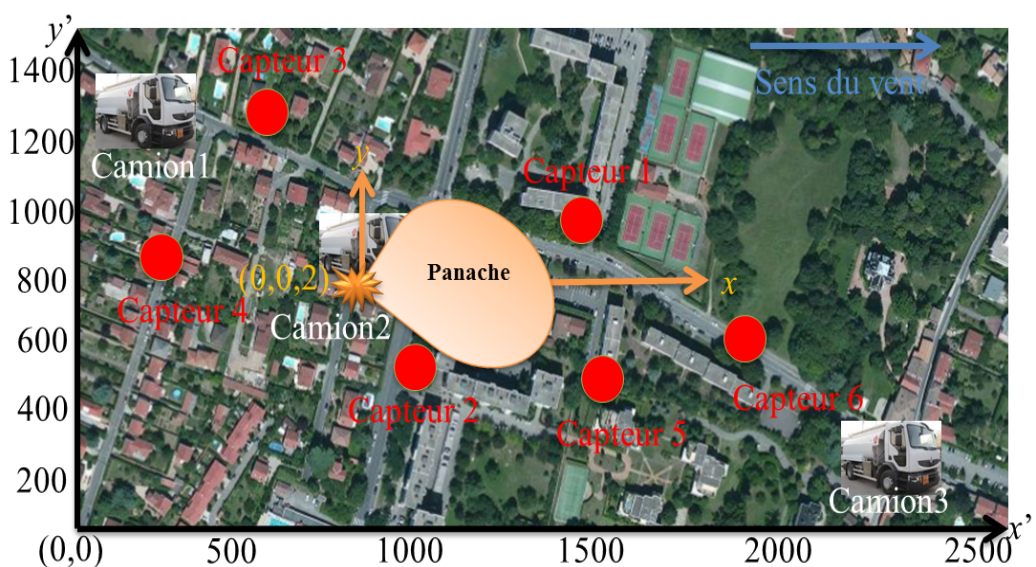 y’
1400
1200
1000
800
600
400
200
(0,0)
500
1000
1500
2000
2500
x’
Capteur 3
Sens du vent
Camion1
y
Capteur 1
Panache
(0,0,2)
x
Capteur 4
Camion2
Capteur 2
Capteur 5
Capteur 6
Camion3